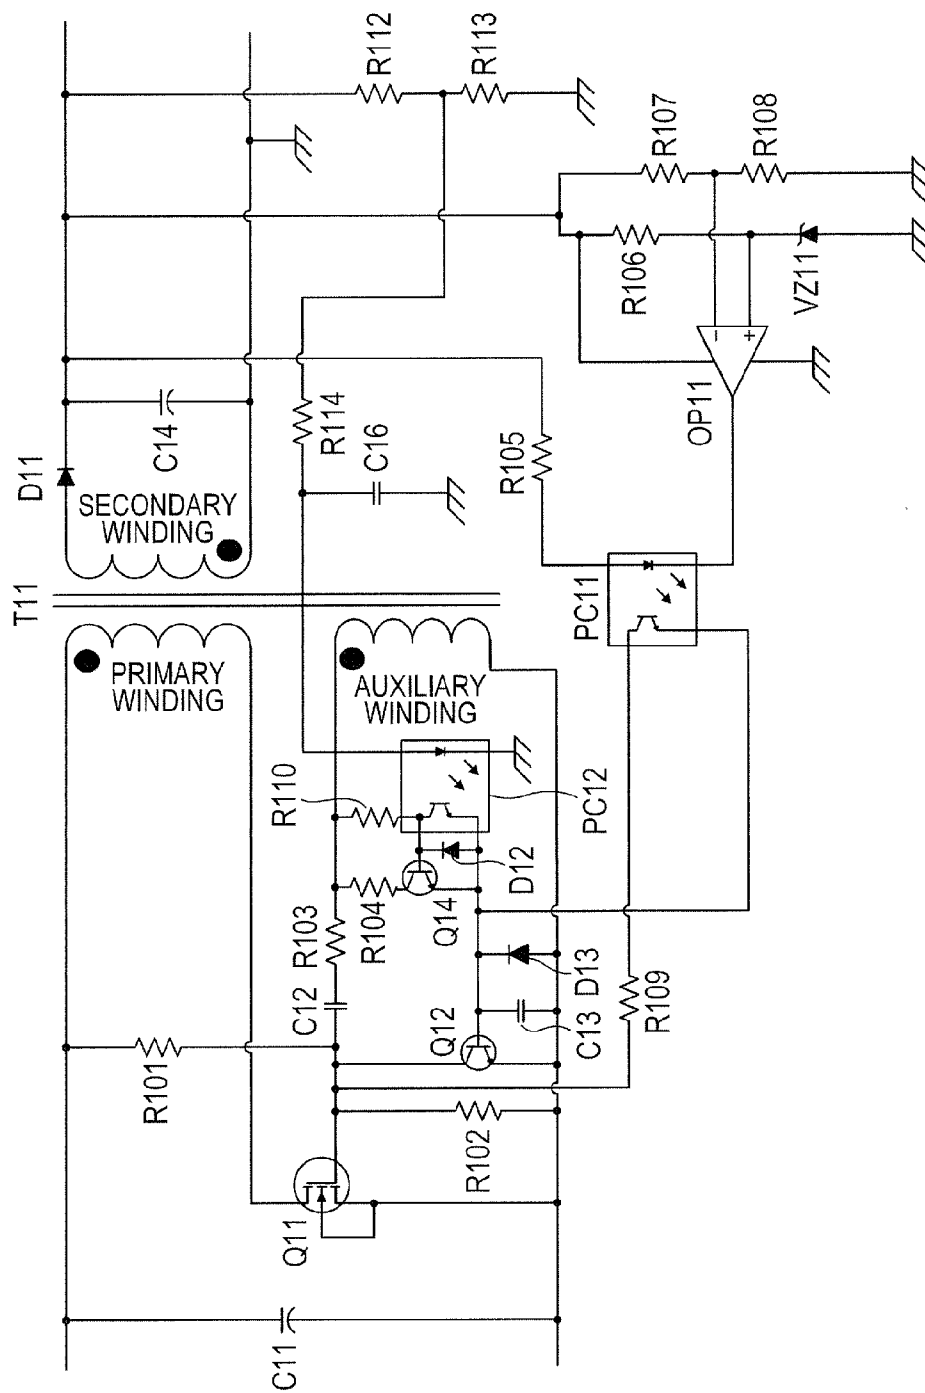 T11
D11
SECONDARY
WINDING
C14
R112
R113
R114
C16
R105
R107
R108
R106
VZ11
−
+
OP11
PC11
PRIMARY
WINDING
AUXILIARY
WINDING
R110
PC12
D12
R103
R104
Q14
C12
D13
Q12
C13
R109
R101
R102
Q11
C11